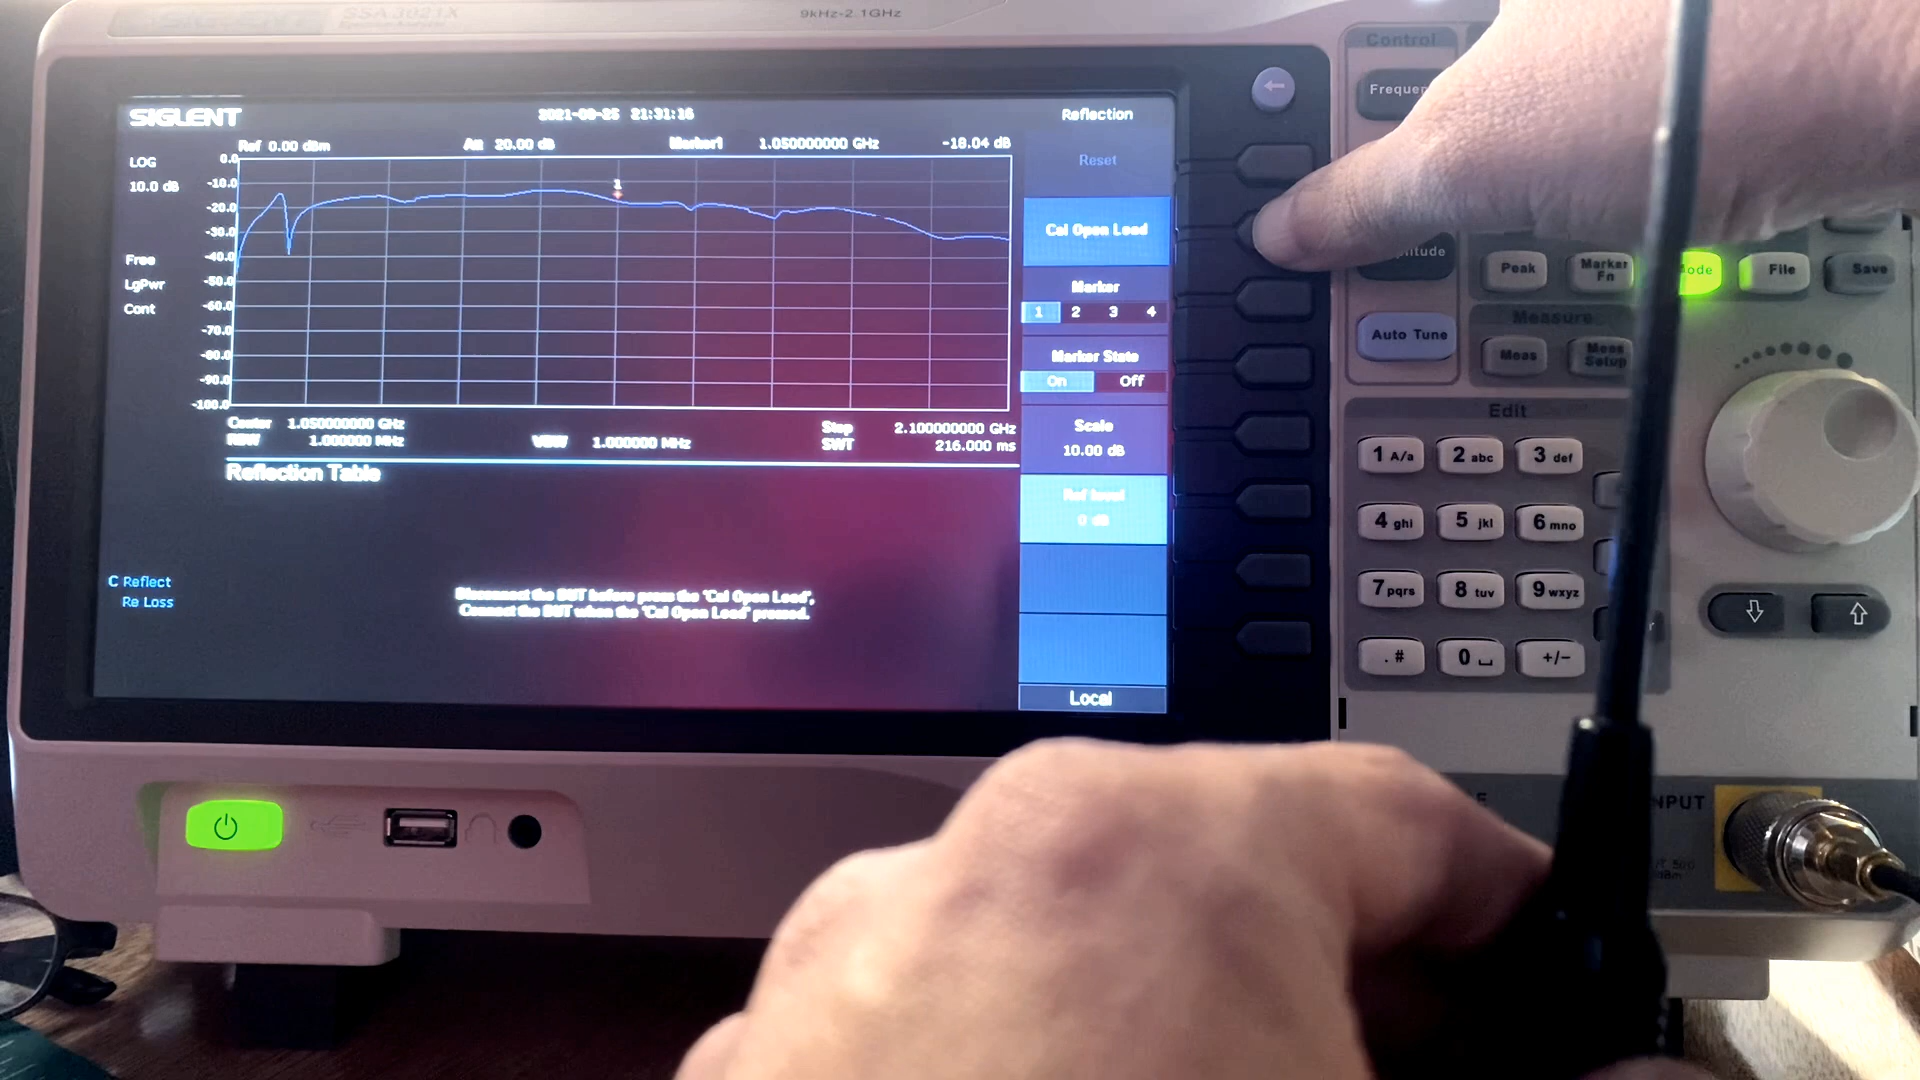 SSA 3021X
9kHz-2.1GHz
SIGLENT
2021-08-25 21:31:16
Reflection
LOG
10.0 dB
Free
LgPwr
Cont
C Reflect
Re Loss
Ref 0.00 dBm
Att 20.00 dB
Marker1 1.050000000 GHz -18.04 dB
0.0
-10.0
-20.0
-30.0
-40.0
-50.0
-60.0
-70.0
-80.0
-90.0
-100.0
1
Center 1.050000000 GHz
Stop 2.100000000 GHz
RBW 1.000000 MHz
VBW 1.000000 MHz
SWT 216.000 ms
Reflection Table
Disconnect the DUT before press the 'Cal Open Load',
Connect the DUT when the 'Cal Open Load' pressed.
Reset
Cal Open Load
Marker
1 2 3 4
Marker State
On Off
Scale
10.00 dB
Ref level
0 dB
Local
Control
Auto Tune
Peak
Marker Fn
Mode
File
Save
Measure
Meas
Meas Setup
Edit
1 A/a
2 abc
3 def
4 ghi
5 jkl
6 mno
7 pqrs
8 tuv
9 wxyz
. #
0
+/−